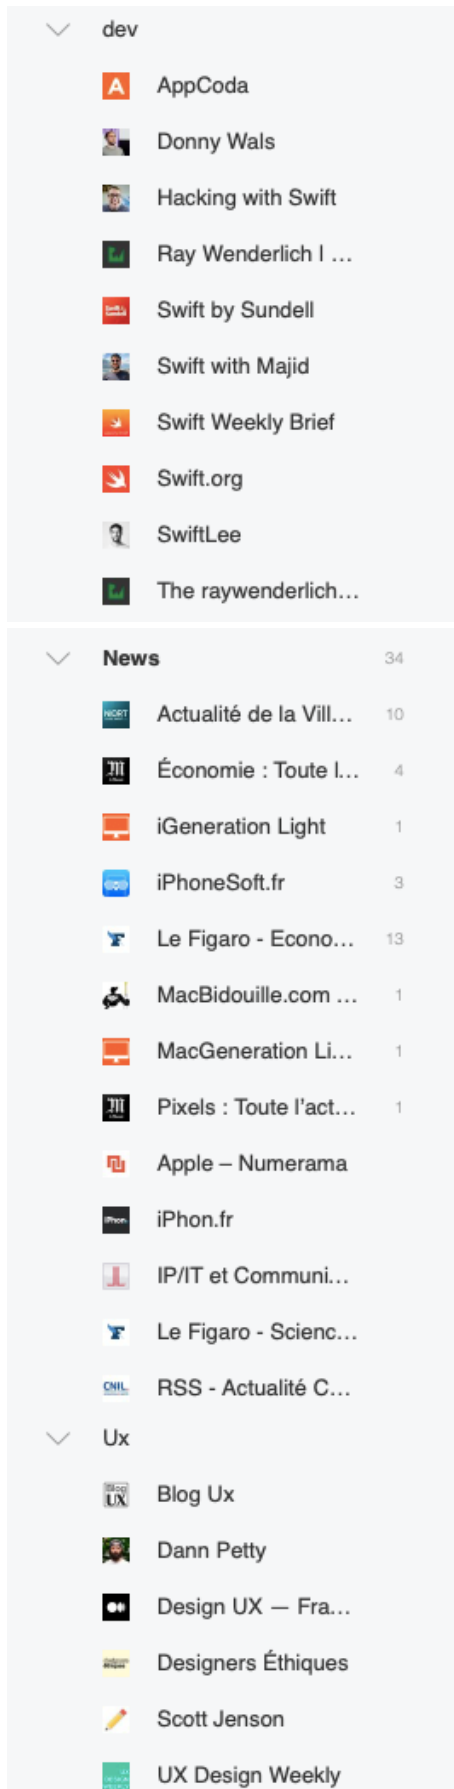 dev
AppCoda
Donny Wals
Hacking with Swift
Ray Wenderlich | ...
Swift by Sundell
Swift with Majid
Swift Weekly Brief
Swift.org
SwiftLee
The raywenderlich...
News 34
NIORT
Actualité de la Vill... 10
Économie : Toute l... 4
iGeneration Light 1
iPhoneSoft.fr 3
Le Figaro - Econo... 13
MacBidouille.com ... 1
MacGeneration Li... 1
Pixels : Toute l'act... 1
Apple – Numerama
iPhon.fr
IP/IT et Communi...
Le Figaro - Scienc...
CNIL
RSS - Actualité C...
Ux
Blog UX
Blog Ux
Dann Petty
Design UX — Fra...
Designers Éthiques
Scott Jenson
UX Design Weekly